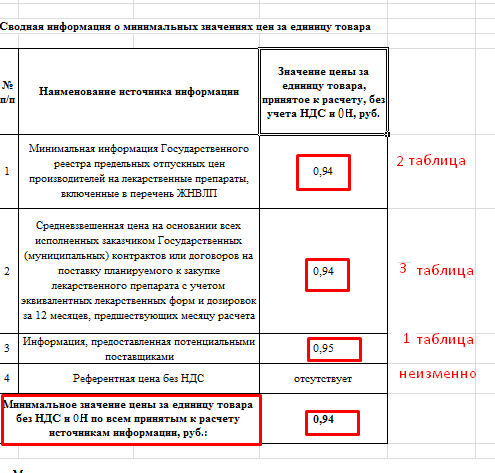 Сводная информация о минимальных значениях цен за единицу товара
№
п/п
Наименование источника информации
Значение цены за
единицу товара,
принятое к расчету, без
учета НДС и 0Н, руб.
1
Минимальная информация Государственного
реестра предельных отпускных цен
производителей на лекарственные препараты,
включенные в перечень ЖНВЛП
0,94
2 таблица
2
Средневзвешенная цена на основании всех
исполненных заказчиком Государственных
(муниципальных) контрактов или договоров на
поставку планируемого к закупке
лекарственного препарата с учетом
эквивалентных лекарственных форм и дозировок
за 12 месяцев, предшествующих месяцу расчета
0,94
3 таблица
3
Информация, предоставленная потенциальными
поставщиками
0,95
1 таблица
4
Референтная цена без НДС
отсутствует
неизменно
Минимальное значение цены за единицу товара
без НДС и 0Н по всем принятым к расчету
источникам информации, руб.:
0,94